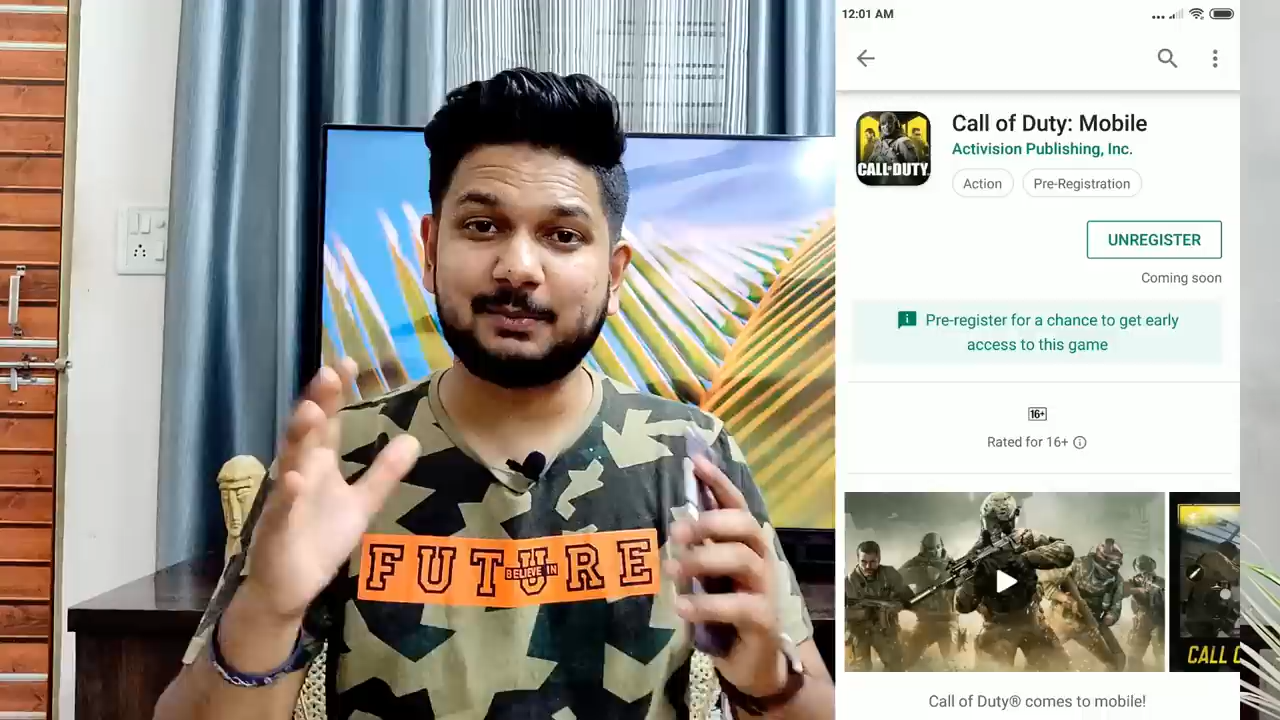 FUTURE
BELIEVE IN
12:01 AM
Call of Duty: Mobile
Activision Publishing, Inc.
CALL OF DUTY
Action
Pre-Registration
UNREGISTER
Coming soon
Pre-register for a chance to get early
access to this game
16+
Rated for 16+
CALL
Call of Duty® comes to mobile!